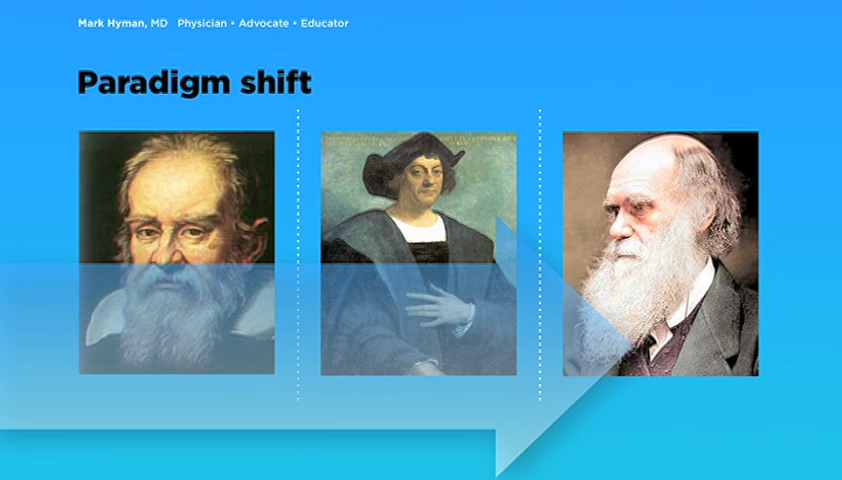 Mark Hyman, MD Physician • Advocate • Educator
Paradigm shift